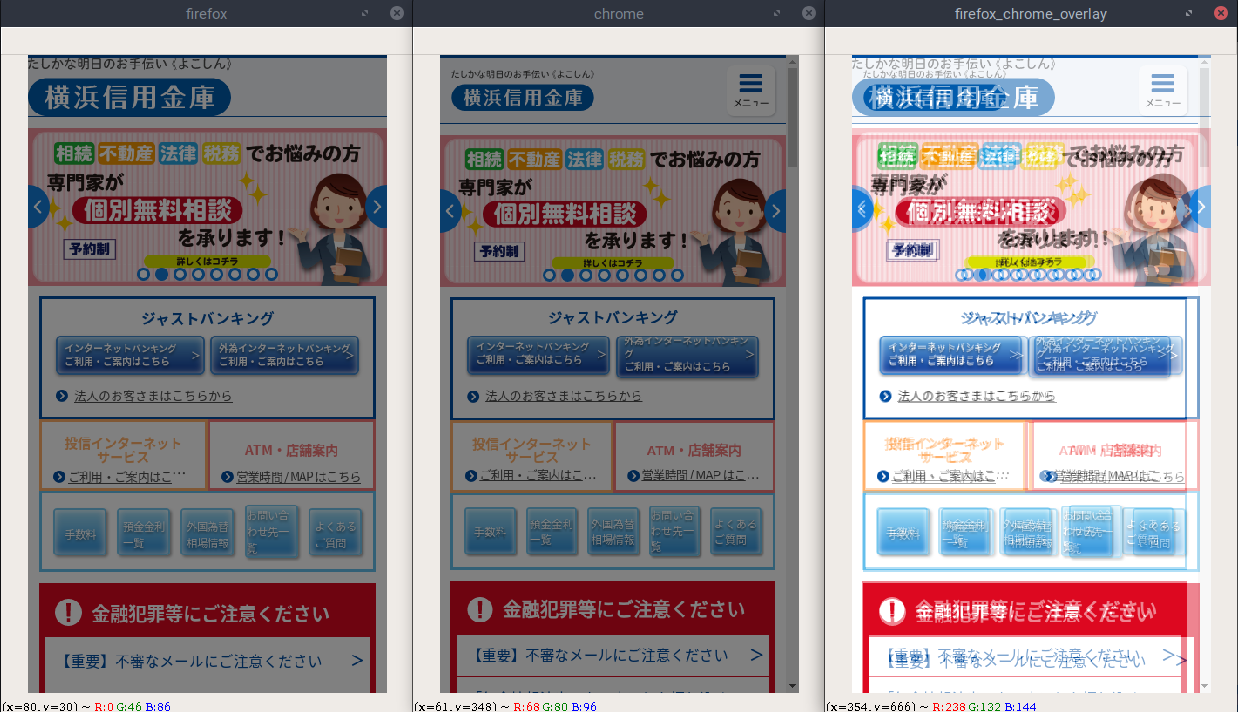 firefox
たしかな明日のお手伝い《よこしん》
横浜信用金庫
相続 不動産 法律 税務 でお悩みの方
専門家が
個別無料相談
予約制
を承ります!
詳しくはコチラ
ジャストバンキング
インターネットバンキング
ご利用・ご案内はこちら
外為インターネットバンキング
ご利用・ご案内はこちら
法人のお客さまはこちらから
投信インターネット
サービス
ご利用・ご案内はこ…
ATM・店舗案内
営業時間/MAPはこちら
手数料
預金金利
一覧
外国為替
相場情報
お問い合
わせ先一
覧
よくある
ご質問
金融犯罪等にご注意ください
【重要】不審なメールにご注意ください
(x=80, y=30) ~ R:0 G:46 B:86
chrome
たしかな明日のお手伝い《よこしん》
横浜信用金庫
メニュー
相続 不動産 法律 税務 でお悩みの方
専門家が
個別無料相談
予約制
を承ります!
詳しくはコチラ
ジャストバンキング
インターネットバンキング
ご利用・ご案内はこちら
外為インターネットバンキン
グ
ご利用・ご案内はこちら
法人のお客さまはこちらから
投信インターネット
サービス
ご利用・ご案内はこ…
ATM・店舗案内
営業時間/MAPはこ…
手数料
預金金利
一覧
外国為替
相場情報
お問い合
わせ先一
覧
よくある
ご質問
金融犯罪等にご注意ください
【重要】不審なメールにご注意ください
(x=61, y=348) ~ R:68 G:80 B:96
firefox_chrome_overlay
たしかな明日のお手伝い《よこしん》
たしかな明日のお手伝い《よこしん》
横浜信用金庫
メニュー
相続 不動産 法律 税務 でお悩みの方
専門家が
個別無料相談
予約制
を承ります!
詳しくはコチラ
ジャストバンキング
インターネットバンキング
ご利用・ご案内はこちら
法人のお客さまはこちらから
投信インターネット
サービス
ご利用・ご案内はこ…
ATM・店舗案内
営業時間/MAPはこちら
手数料
預金金利
一覧
外国為替
相場情報
お問い合
わせ先一
覧
よくある
ご質問
金融犯罪等にご注意ください
【重要】不審なメールにご注意ください
(x=354, y=666) ~ R:238 G:132 B:144